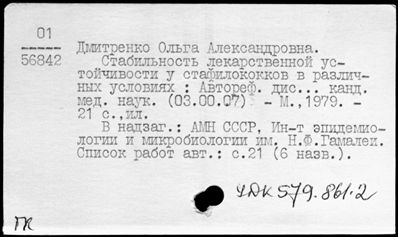 01
56842
Дмитренко Ольга Александровна.
Стабильность лекарственной ус-
тойчивости у стафилококков в различ-
ных условиях : Автореф. дис... канд.
мед. наук. (03.00.07) - М.,1979. -
21 с.,ил.
В надзаг.: АМН СССР, Ин-т эпидемио-
логии и микробиологии им. Н.Ф.Гамалеи.
Список работ авт.: с.21 (6 назв.).
УДК 579.861.2
ПК